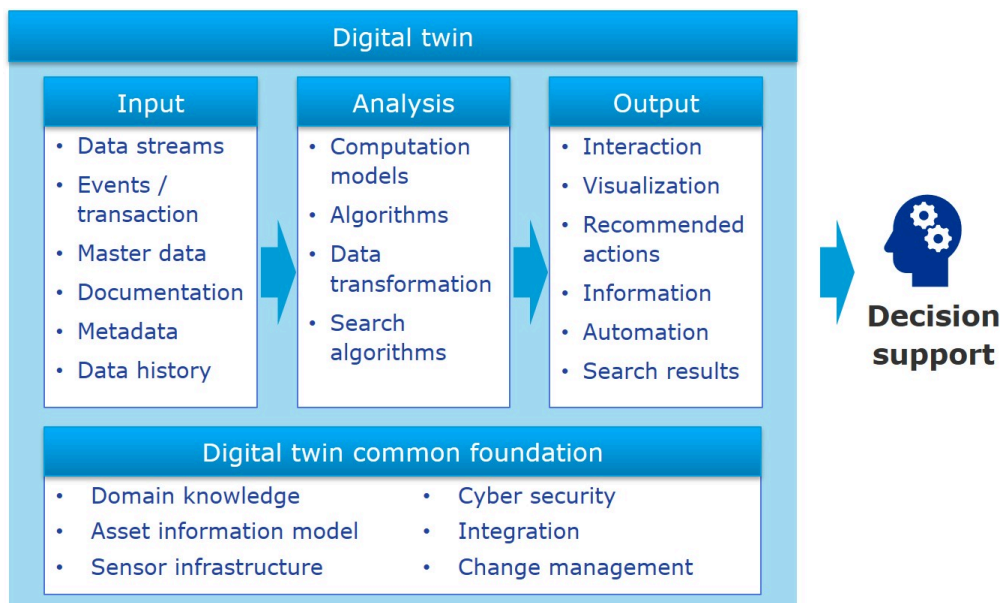 Digital twin
Input
• Data streams
• Events /
transaction
• Master data
• Documentation
• Metadata
• Data history
Analysis
• Computation
models
• Algorithms
• Data
transformation
• Search
algorithms
Output
• Interaction
• Visualization
• Recommended
actions
• Information
• Automation
• Search results
Decision
support
Digital twin common foundation
• Domain knowledge
• Asset information model
• Sensor infrastructure
• Cyber security
• Integration
• Change management